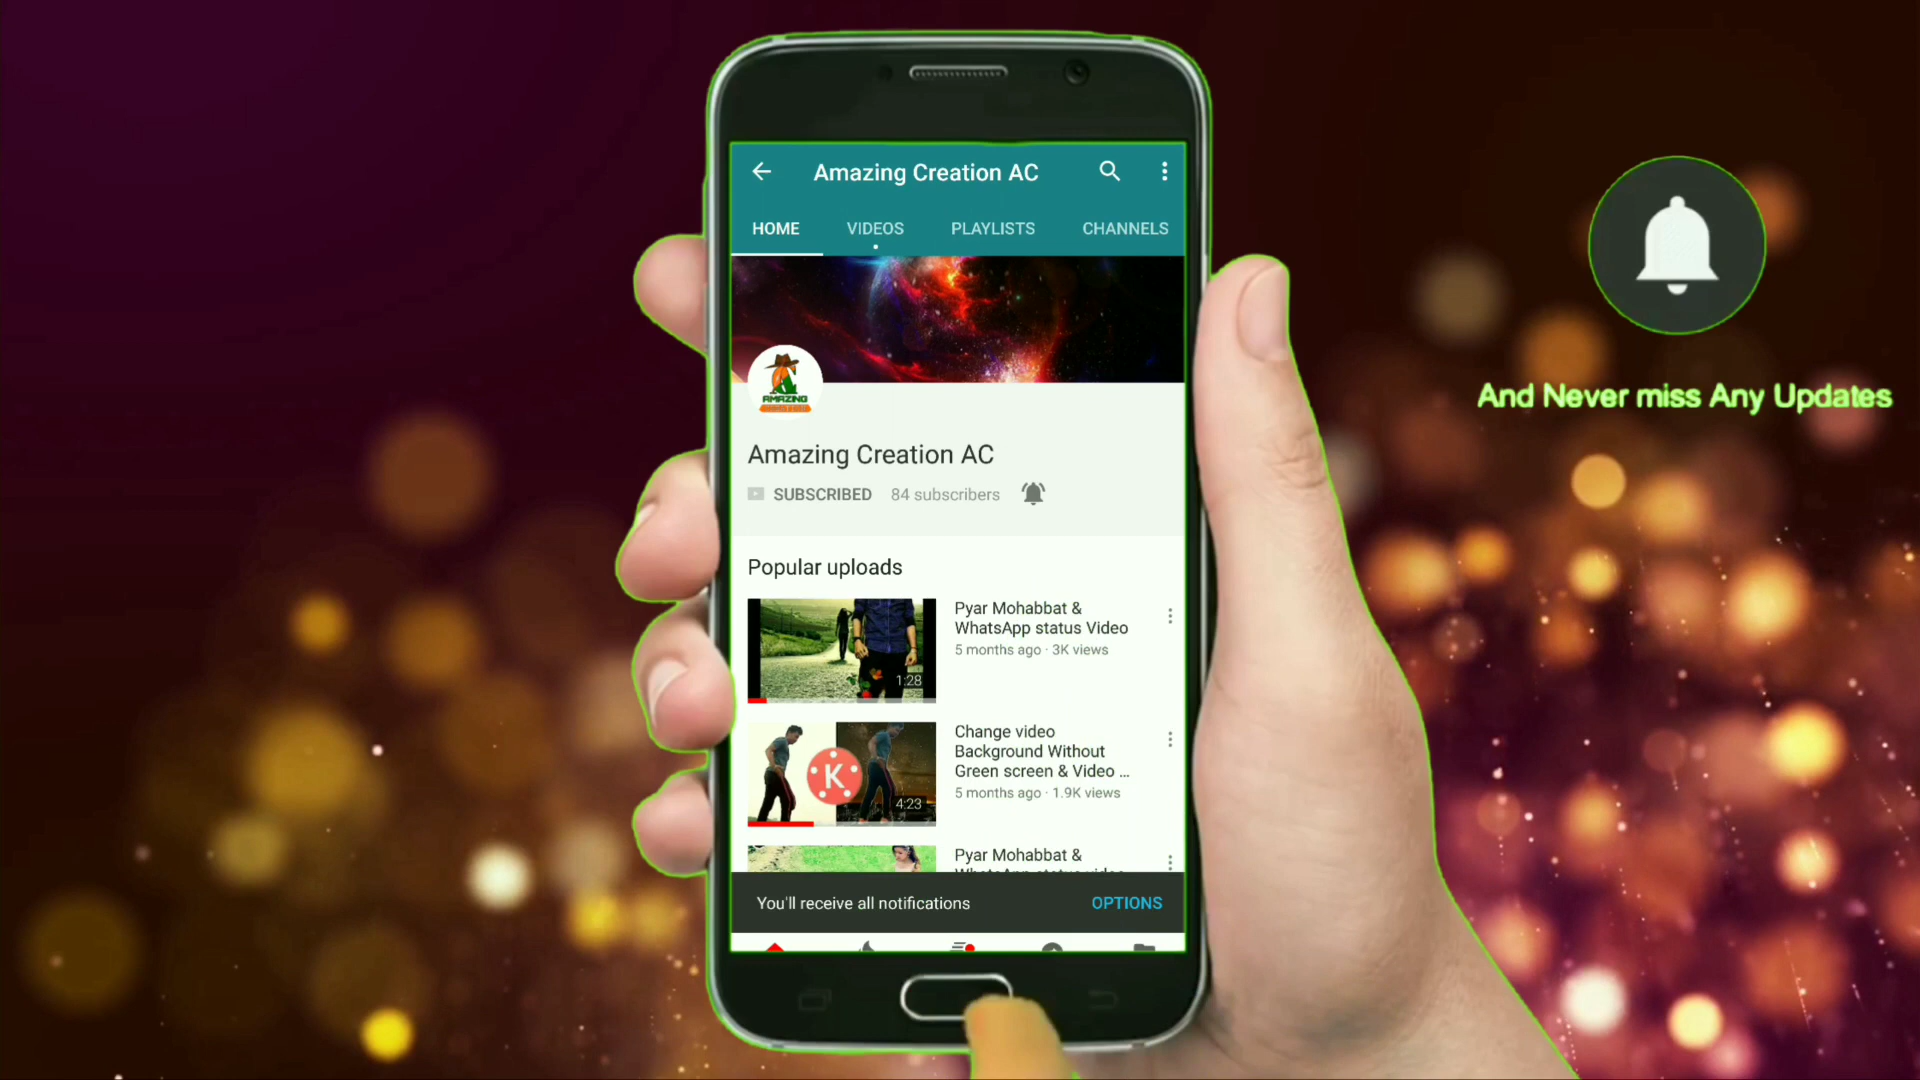 Amazing Creation AC
HOME VIDEOS PLAYLISTS CHANNELS
AMAZING
Amazing Creation AC
SUBSCRIBED 84 subscribers
Popular uploads
Pyar Mohabbat &
WhatsApp status Video
5 months ago · 3K views
1:28
Change video
Background Without
Green screen & Video ...
5 months ago · 1.9K views
K
4:23
Pyar Mohabbat &
You'll receive all notifications OPTIONS
And Never miss Any Updates